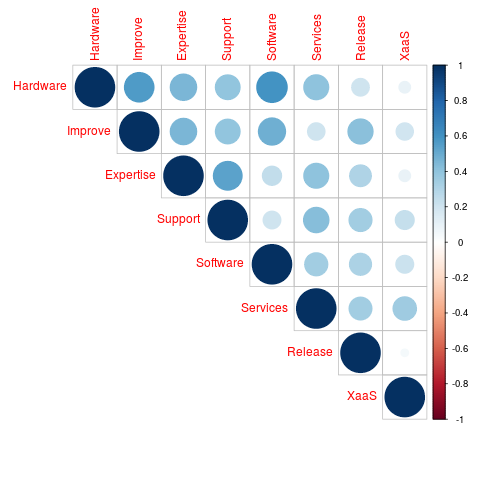 Hardware
Improve
Expertise
Support
Software
Services
Release
XaaS
Hardware
Improve
Expertise
Support
Software
Services
Release
XaaS
1
0.8
0.6
0.4
0.2
0
-0.2
-0.4
-0.6
-0.8
-1